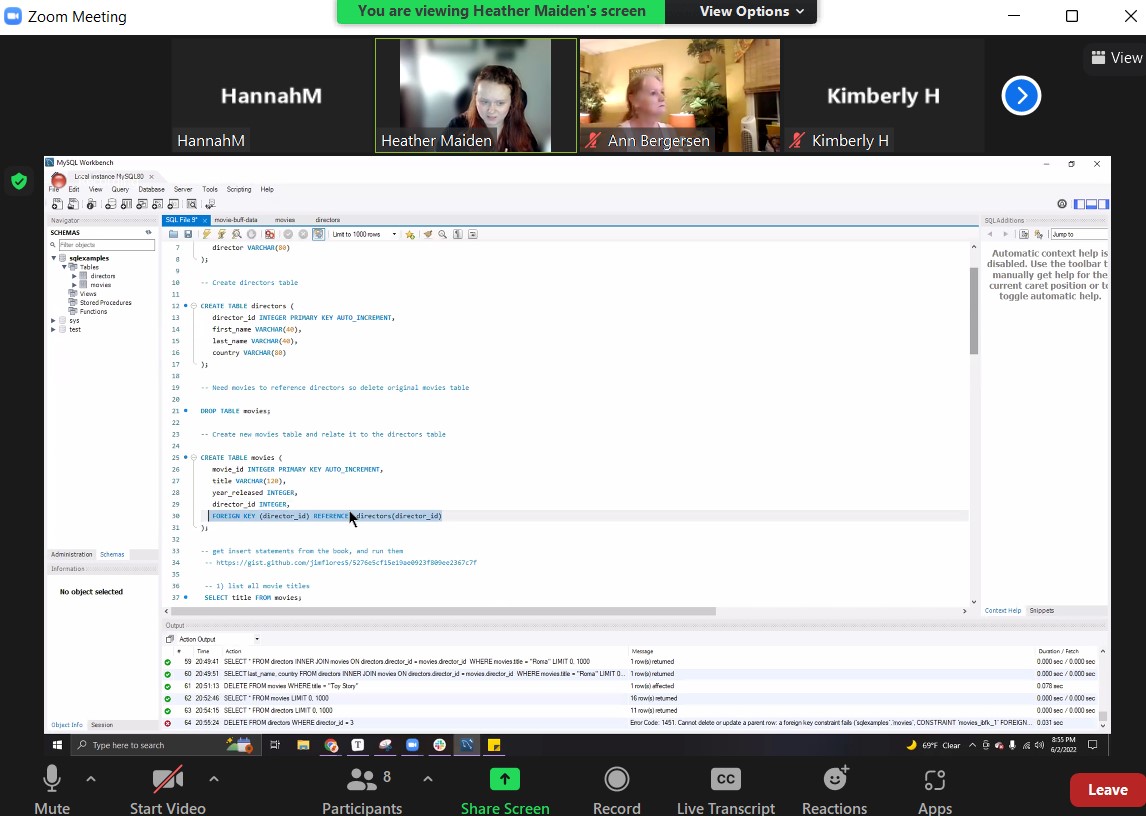 Zoom Meeting
You are viewing Heather Maiden's screen
View Options
HannahM
HannahM
Heather Maiden
Ann Bergersen
Kimberly H
Kimberly H
View
MySQL Workbench
Local instance MySQL80
File Edit View Query Database Server Tools Scripting Help
Navigator
SCHEMAS
Filter objects
sqlexamples
Tables
directors
movies
Views
Stored Procedures
Functions
sys
test
Administration Schemas
Information
No object selected
Object Info Session
SQL File 9* movie-buff-data movies directors
Limit to 1000 rows
7 director VARCHAR(80)
8 );
9
10 -- Create directors table
11
12 CREATE TABLE directors (
13 director_id INTEGER PRIMARY KEY AUTO_INCREMENT,
14 first_name VARCHAR(40),
15 last_name VARCHAR(40),
16 country VARCHAR(80)
17 );
18
19 -- Need movies to reference directors so delete original movies table
20
21 DROP TABLE movies;
22
23 -- Create new movies table and relate it to the directors table
24
25 CREATE TABLE movies (
26 movie_id INTEGER PRIMARY KEY AUTO_INCREMENT,
27 title VARCHAR(120),
28 year_released INTEGER,
29 director_id INTEGER,
30 FOREIGN KEY (director_id) REFERENCES directors(director_id)
31 );
32
33 -- get insert statements from the book, and run them
34 -- https://gist.github.com/jimflores5/5276e5cf15e19ae0923f809ee2367c7f
35
36 -- 1) list all movie titles
37 SELECT title FROM movies;
SQLAdditions
Jump to
Automatic context help is
disabled. Use the toolbar t
manually get help for the
current caret position or to
toggle automatic help.
Context Help Snippets
Output
Action Output
# Time Action Message Duration / Fetch
59 20:49:41 SELECT * FROM directors INNER JOIN movies ON directors.director_id = movies.director_id WHERE movies.title = "Roma" LIMIT 0, 1000 1 row(s) returned 0.000 sec / 0.000 sec
60 20:49:51 SELECT last_name, country FROM directors INNER JOIN movies ON directors.director_id = movies.director_id WHERE movies.title = "Roma" LIMIT 0... 1 row(s) returned 0.000 sec / 0.000 sec
61 20:51:13 DELETE FROM movies WHERE title = "Toy Story" 1 row(s) affected 0.078 sec
62 20:52:46 SELECT * FROM movies LIMIT 0, 1000 16 row(s) returned 0.000 sec / 0.000 sec
63 20:54:15 SELECT * FROM directors LIMIT 0, 1000 11 row(s) returned 0.000 sec / 0.000 sec
64 20:55:24 DELETE FROM directors WHERE director_id = 3 Error Code: 1451. Cannot delete or update a parent row: a foreign key constraint fails (`sqlexamples`.`movies`, CONSTRAINT `movies_ibfk_1` FOREIGN... 0.031 sec
Type here to search
69°F Clear
8:55 PM
6/2/2022
Mute
Start Video
8
Participants
Share Screen
Record
CC
Live Transcript
Reactions
Apps
Leave